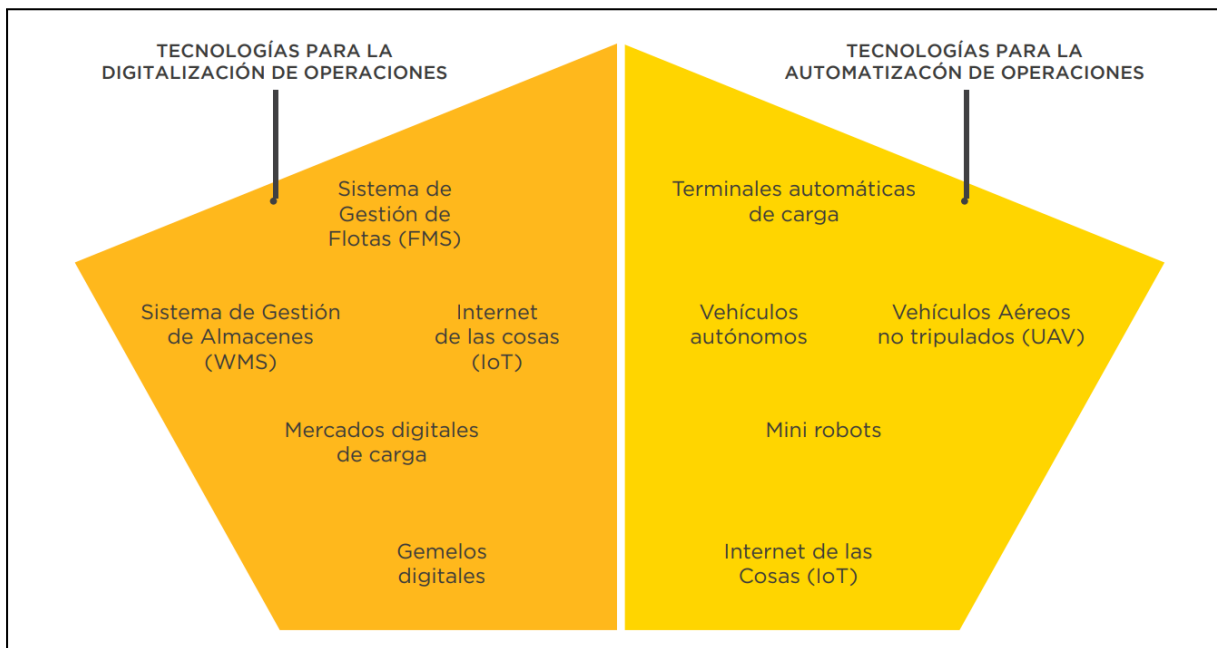 TECNOLOGÍAS PARA LA
DIGITALIZACIÓN DE OPERACIONES
Sistema de
Gestión de
Flotas (FMS)
Sistema de Gestión
de Almacenes
(WMS)
Internet
de las cosas
(IoT)
Mercados digitales
de carga
Gemelos
digitales
TECNOLOGÍAS PARA LA
AUTOMATIZACÓN DE OPERACIONES
Terminales automáticas
de carga
Vehículos
autónomos
Vehículos Aéreos
no tripulados (UAV)
Mini robots
Internet de las
Cosas (IoT)